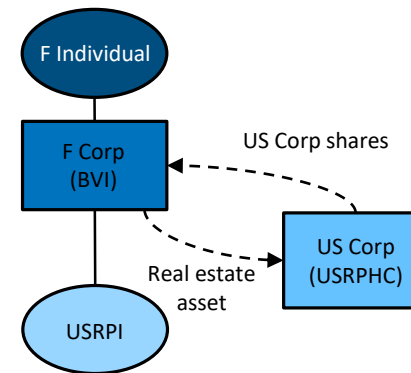 F Individual
F Corp
(BVI)
US Corp shares
Real estate
asset
US Corp
(USRPHC)
USRPI